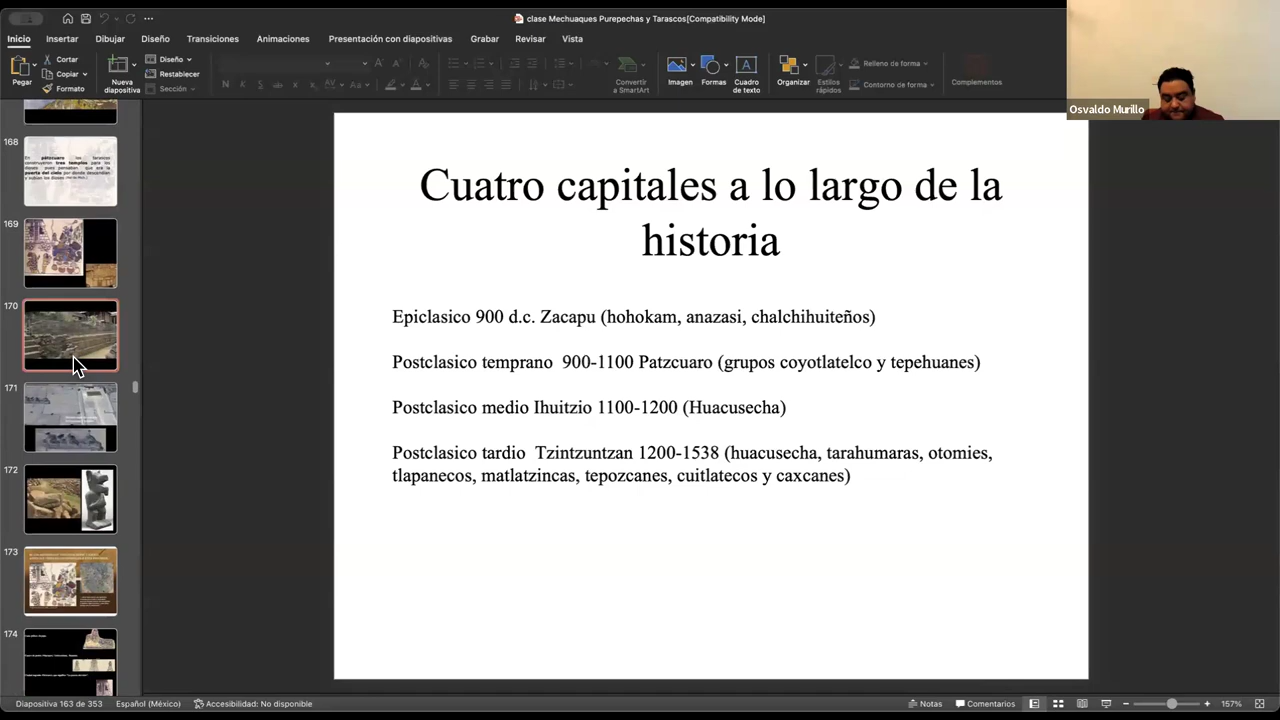 clase Mechuaques Purepechas y Tarascos[Compatibility Mode]
Inicio Insertar Dibujar Diseño Transiciones Animaciones Presentación con diapositivas Grabar Revisar Vista
Pegar
Cortar
Copiar
Formato
Nueva diapositiva
Diseño
Restablecer
Sección
Convertir a SmartArt
Imagen
Formas
Cuadro de texto
Organizar
Estilos rápidos
Relleno de forma
Contorno de forma
Complementos
Osvaldo Murillo
168
169
170
171
172
173
174
Cuatro capitales a lo largo de la
historia
Epiclasico 900 d.c. Zacapu (hohokam, anazasi, chalchihuiteños)
Postclasico temprano 900-1100 Patzcuaro (grupos coyotlatelco y tepehuanes)
Postclasico medio Ihuitzio 1100-1200 (Huacusecha)
Postclasico tardio Tzintzuntzan 1200-1538 (huacusecha, tarahumaras, otomies,
tlapanecos, matlatzincas, tepozcanes, cuitlatecos y caxcanes)
Diapositiva 163 de 353 Español (México) Accesibilidad: No disponible Notas Comentarios 157%